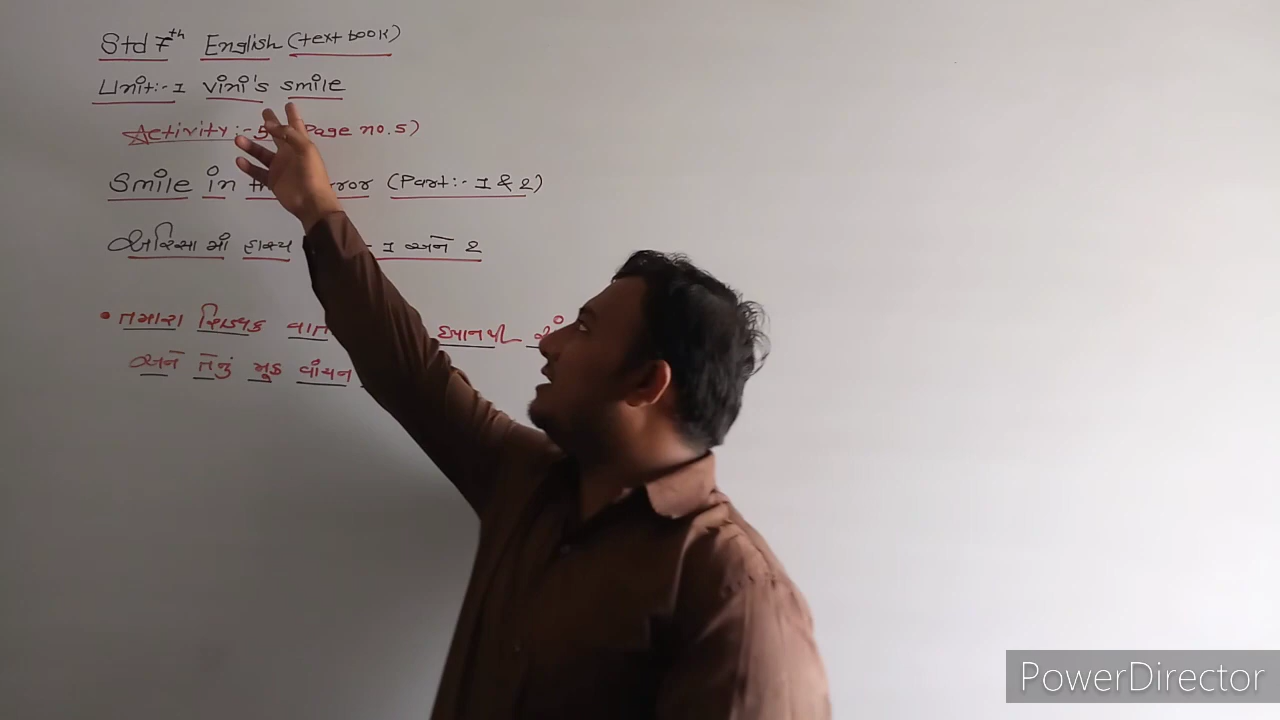 Std 7th English (text book)
Unit:- 1 Vini's smile
Activity:- 5 Page no. 5)
Smile in (Part:- 1 & 2)
અરિસા માં હાસ્ય 1 અને 2
• તમારા શિક્ષક વાત ધ્યાનથી
અને તેનું મૂક વાંચન
PowerDirector